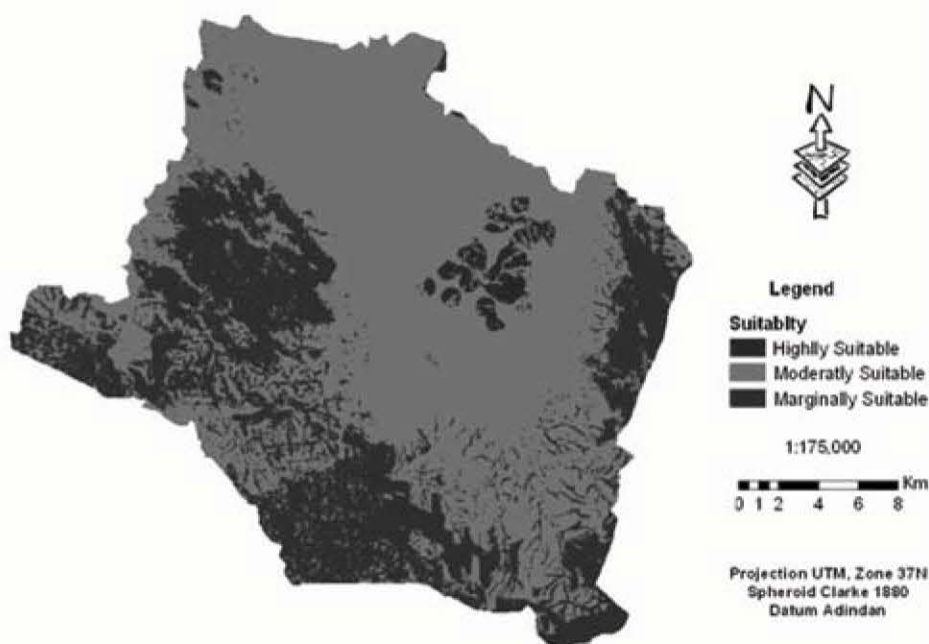 N
Legend
Suitablity
Highlly Suitable
Moderatly Suitable
Marginally Suitable
1:175,000
Km
0 1 2 4 6 8
Projection UTM, Zone 37N
Spheroid Clarke 1880
Datum Adindan